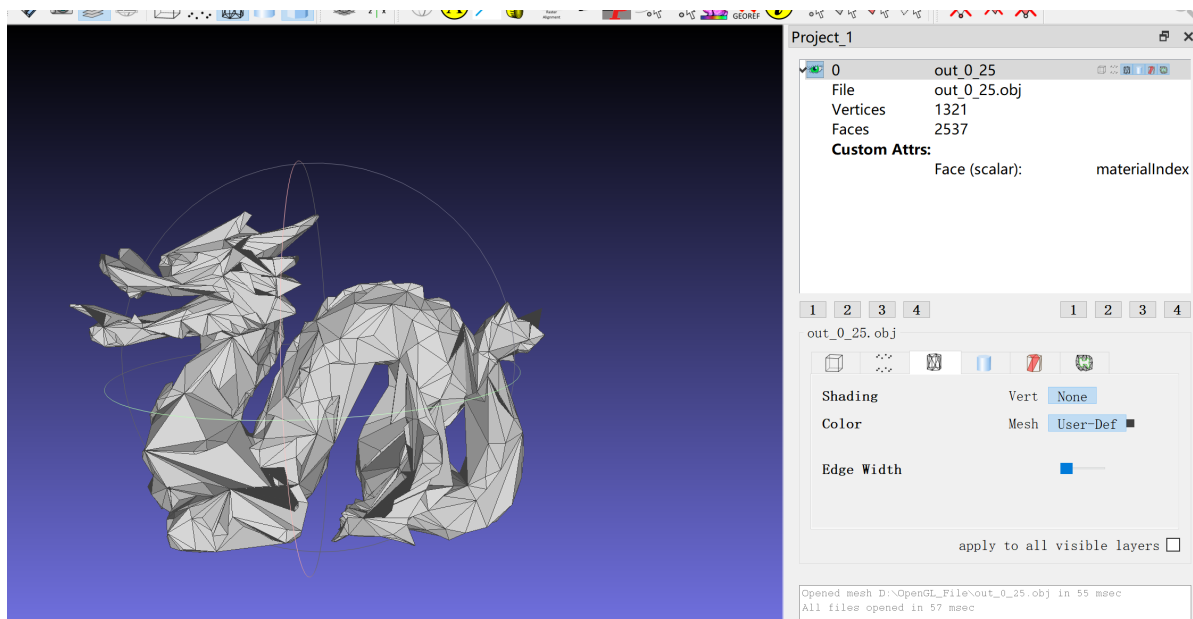 Raster
Alignment
GEOREF
Project_1
0 out_0_25
File out_0_25.obj
Vertices 1321
Faces 2537
Custom Attrs:
Face (scalar): materialIndex
1 2 3 4 1 2 3 4
out_0_25.obj
Shading Vert None
Color Mesh User-Def
Edge Width
apply to all visible layers
Opened mesh D:\OpenGL_File\out_0_25.obj in 55 msec
All files opened in 57 msec